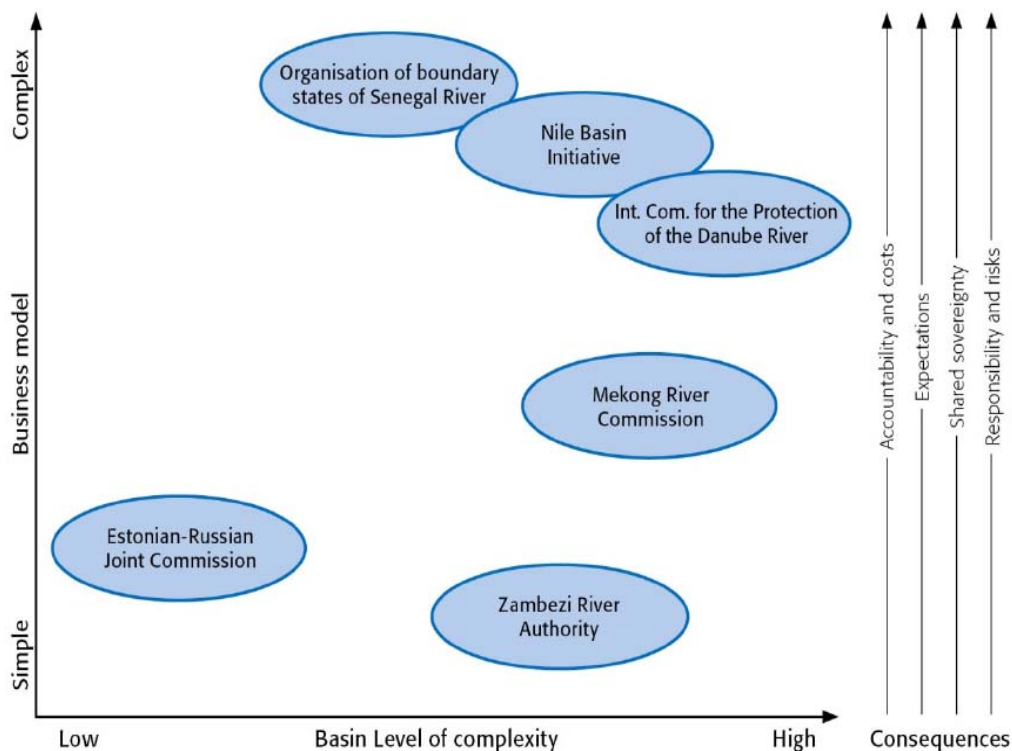 Complex
Business model
Simple
Organisation of boundary
states of Senegal River
Nile Basin
Initiative
Int. Com. for the Protection
of the Danube River
Mekong River
Commission
Estonian-Russian
Joint Commission
Zambezi River
Authority
Accountability and costs
Expectations
Shared sovereignty
Responsibility and risks
Low
Basin Level of complexity
High
Consequences